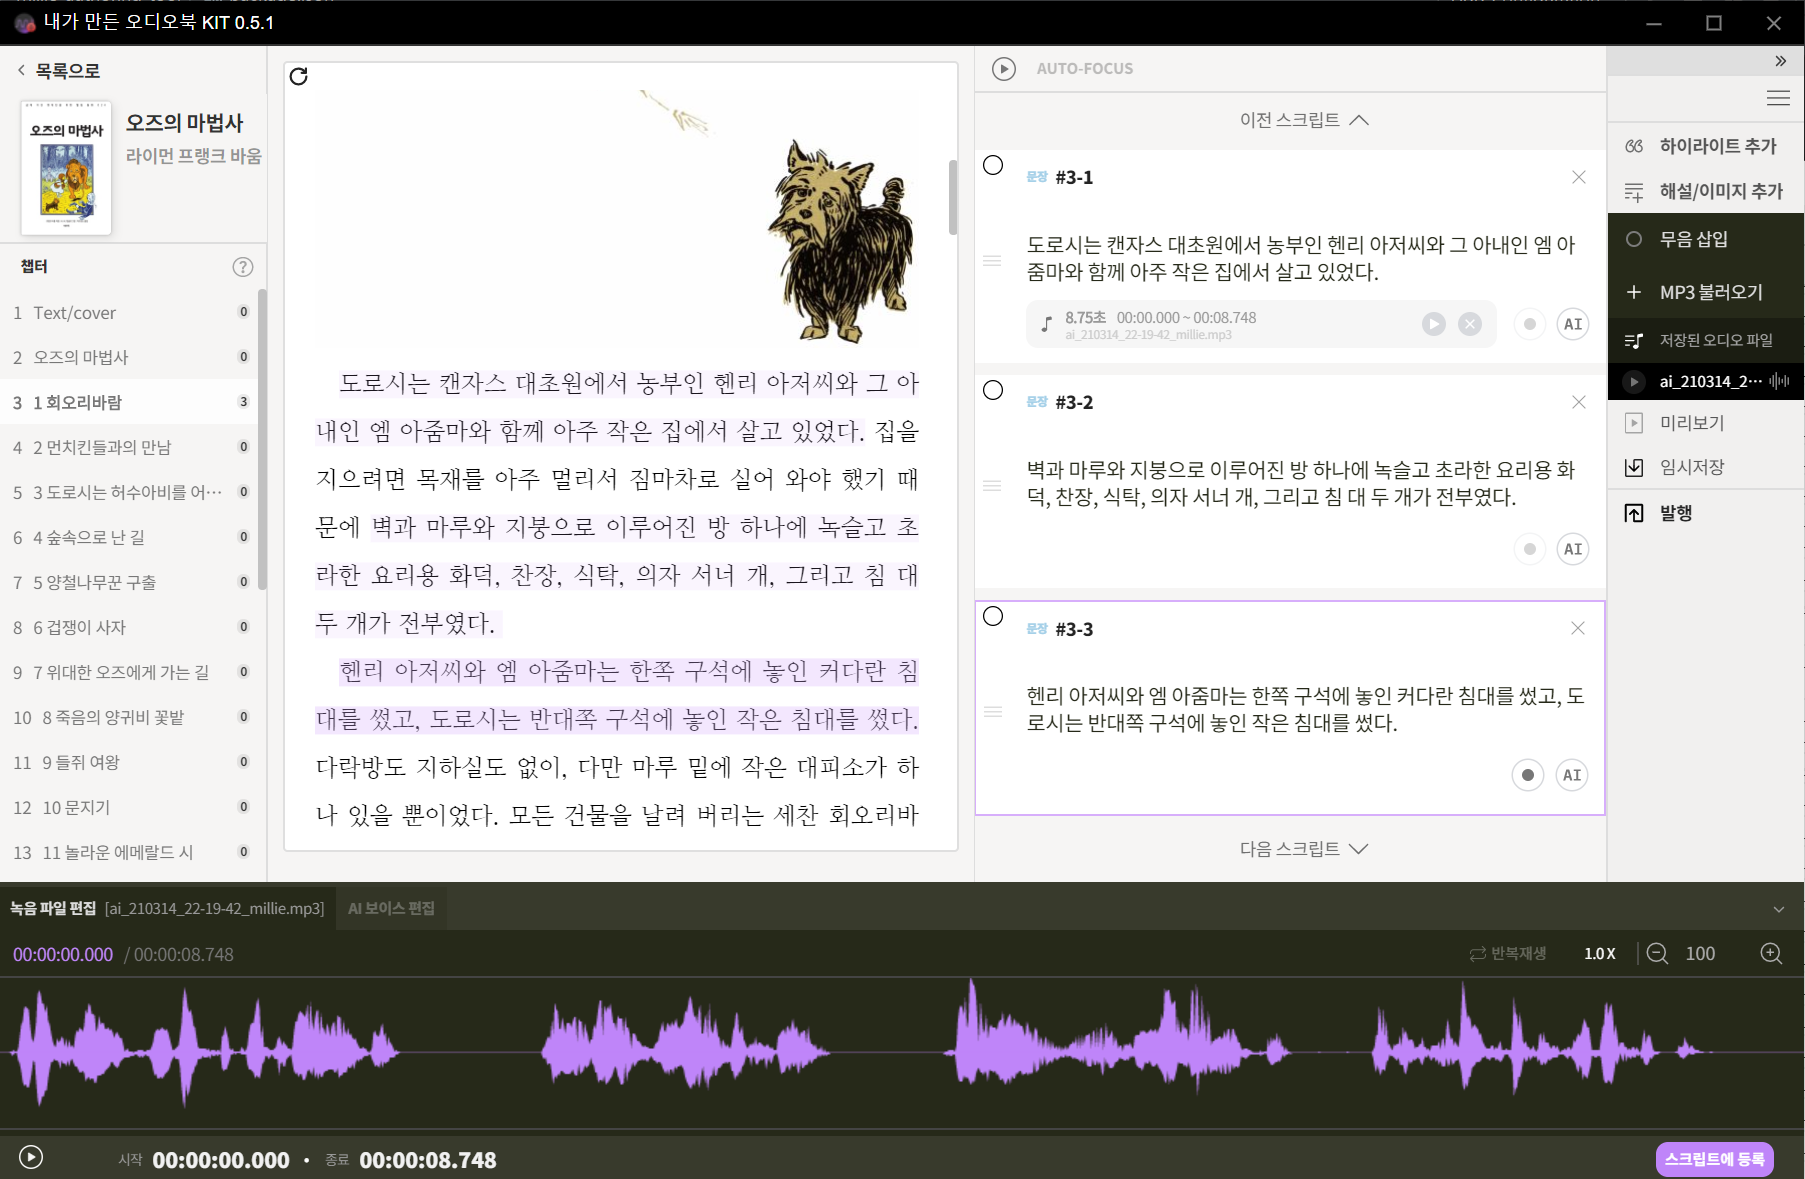 내가 만든 오디오북 KIT 0.5.1
목록으로
오즈의 마법사
오즈의 마법사
라이먼 프랭크 바움
챕터
?
1 Text/cover 0
2 오즈의 마법사 0
3 1 회오리바람 3
4 2 먼치킨들과의 만남 0
5 3 도로시는 허수아비를 어… 0
6 4 숲속으로 난 길 0
7 5 양철나무꾼 구출 0
8 6 겁쟁이 사자 0
9 7 위대한 오즈에게 가는 길 0
10 8 죽음의 양귀비 꽃밭 0
11 9 들쥐 여왕 0
12 10 문지기 0
13 11 놀라운 에메랄드 시 0
도로시는 캔자스 대초원에서 농부인 헨리 아저씨와 그 아
내인 엠 아줌마와 함께 아주 작은 집에서 살고 있었다. 집을
지으려면 목재를 아주 멀리서 짐마차로 실어 와야 했기 때
문에 벽과 마루와 지붕으로 이루어진 방 하나에 녹슬고 초
라한 요리용 화덕, 찬장, 식탁, 의자 서너 개, 그리고 침 대
두 개가 전부였다.
헨리 아저씨와 엠 아줌마는 한쪽 구석에 놓인 커다란 침
대를 썼고, 도로시는 반대쪽 구석에 놓인 작은 침대를 썼다.
다락방도 지하실도 없이, 다만 마루 밑에 작은 대피소가 하
나 있을 뿐이었다. 모든 건물을 날려 버리는 세찬 회오리바
AUTO-FOCUS
이전 스크립트
문장 #3-1
도로시는 캔자스 대초원에서 농부인 헨리 아저씨와 그 아내인 엠 아
줌마와 함께 아주 작은 집에서 살고 있었다.
8.75초 00:00.000 ~ 00:08.748
ai_210314_22-19-42_millie.mp3
AI
문장 #3-2
벽과 마루와 지붕으로 이루어진 방 하나에 녹슬고 초라한 요리용 화
덕, 찬장, 식탁, 의자 서너 개, 그리고 침 대 두 개가 전부였다.
AI
문장 #3-3
헨리 아저씨와 엠 아줌마는 한쪽 구석에 놓인 커다란 침대를 썼고, 도
로시는 반대쪽 구석에 놓인 작은 침대를 썼다.
AI
다음 스크립트
하이라이트 추가
해설/이미지 추가
무음 삽입
MP3 불러오기
저장된 오디오 파일
ai_210314_2…
미리보기
임시저장
발행
녹음 파일 편집 [ai_210314_22-19-42_millie.mp3] AI 보이스 편집
00:00:00.000 / 00:00:08.748
반복재생 1.0 X 100
시작 00:00:00.000 • 종료 00:00:08.748
스크립트에 등록